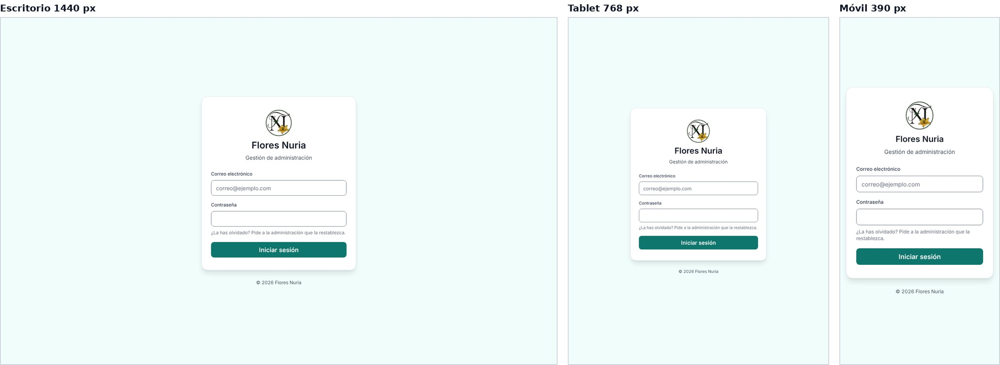 Escritorio 1440 px
Flores Nuria
Gestión de administración
Correo electrónico
correo@ejemplo.com
Contraseña
¿La has olvidado? Pide a la administración que la restablezca.
Iniciar sesión
© 2026 Flores Nuria
Tablet 768 px
Flores Nuria
Gestión de administración
Correo electrónico
correo@ejemplo.com
Contraseña
¿La has olvidado? Pide a la administración que la restablezca.
Iniciar sesión
© 2026 Flores Nuria
Móvil 390 px
Flores Nuria
Gestión de administración
Correo electrónico
correo@ejemplo.com
Contraseña
¿La has olvidado? Pide a la administración que la
restablezca.
Iniciar sesión
© 2026 Flores Nuria